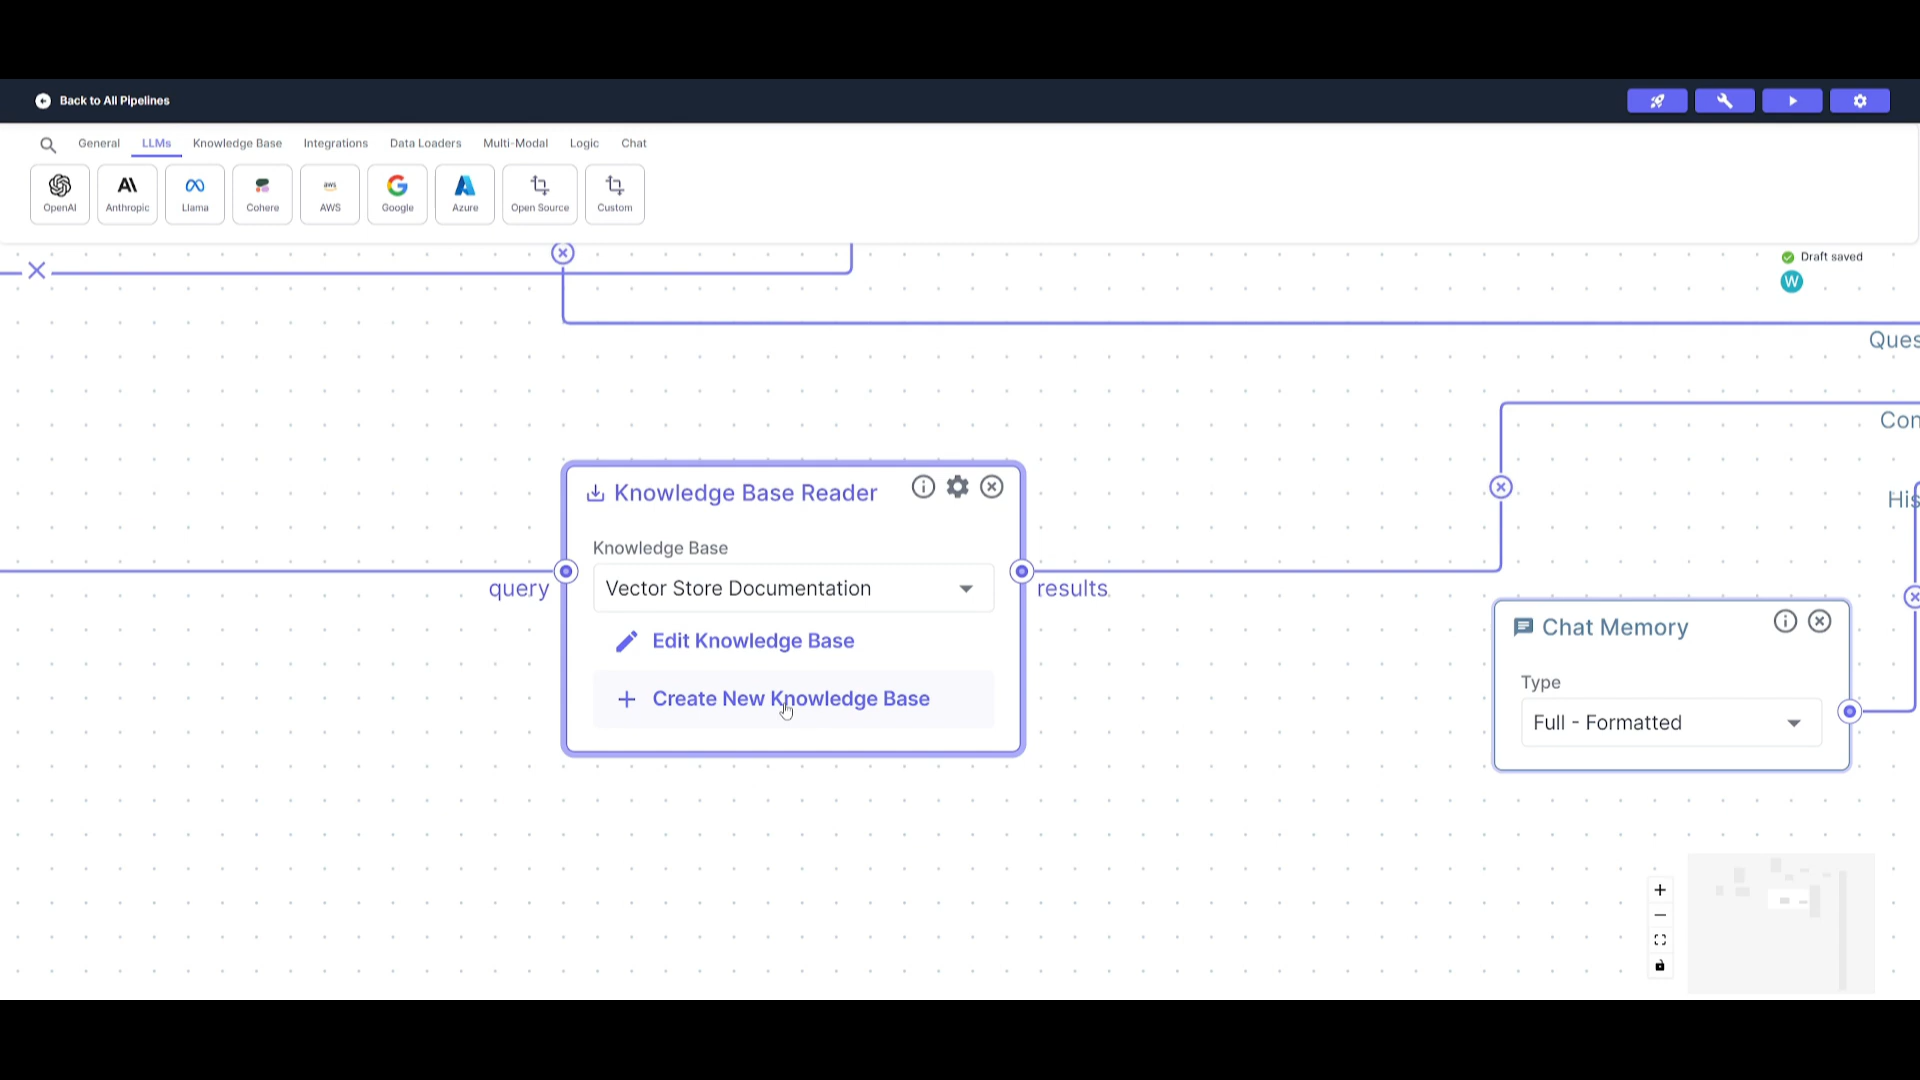 Back to All Pipelines
General LLMs Knowledge Base Integrations Data Loaders Multi-Modal Logic Chat
OpenAI Anthropic Llama Cohere AWS Google Azure Open Source Custom
Draft saved
W
Ques
Con
His
Knowledge Base Reader
Knowledge Base
query
Vector Store Documentation
results
Edit Knowledge Base
+ Create New Knowledge Base
Chat Memory
Type
Full - Formatted